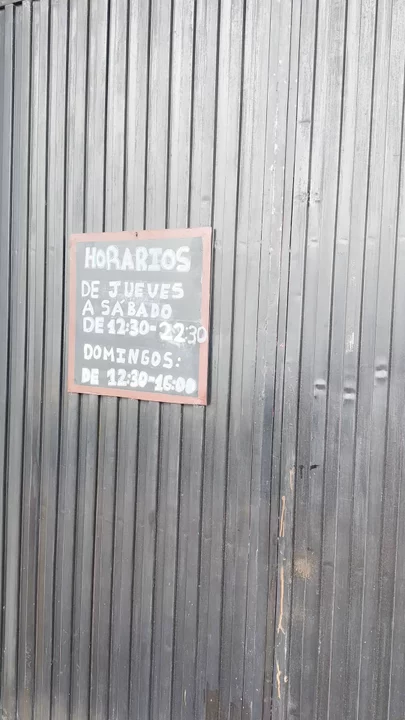 HORARIOS
DE JUEVES
A SÁBADO
DE 12:30-22:30
DOMINGOS:
DE 12:30-16:00